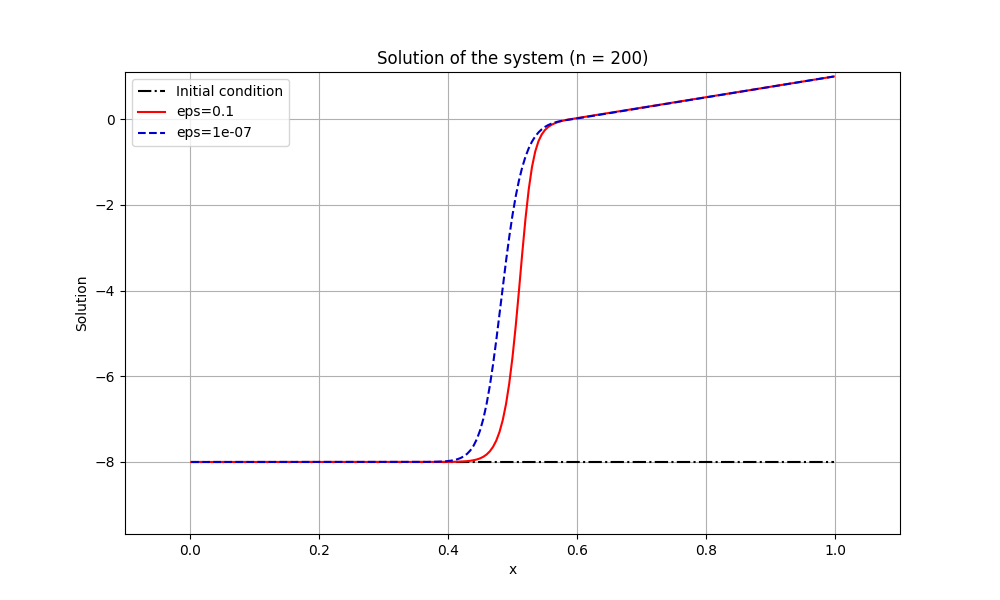 Solution of the system (n = 200)
Initial condition
eps=0.1
eps=1e-07
0
−2
−4
−6
−8
Solution
0.0
0.2
0.4
0.6
0.8
1.0
x